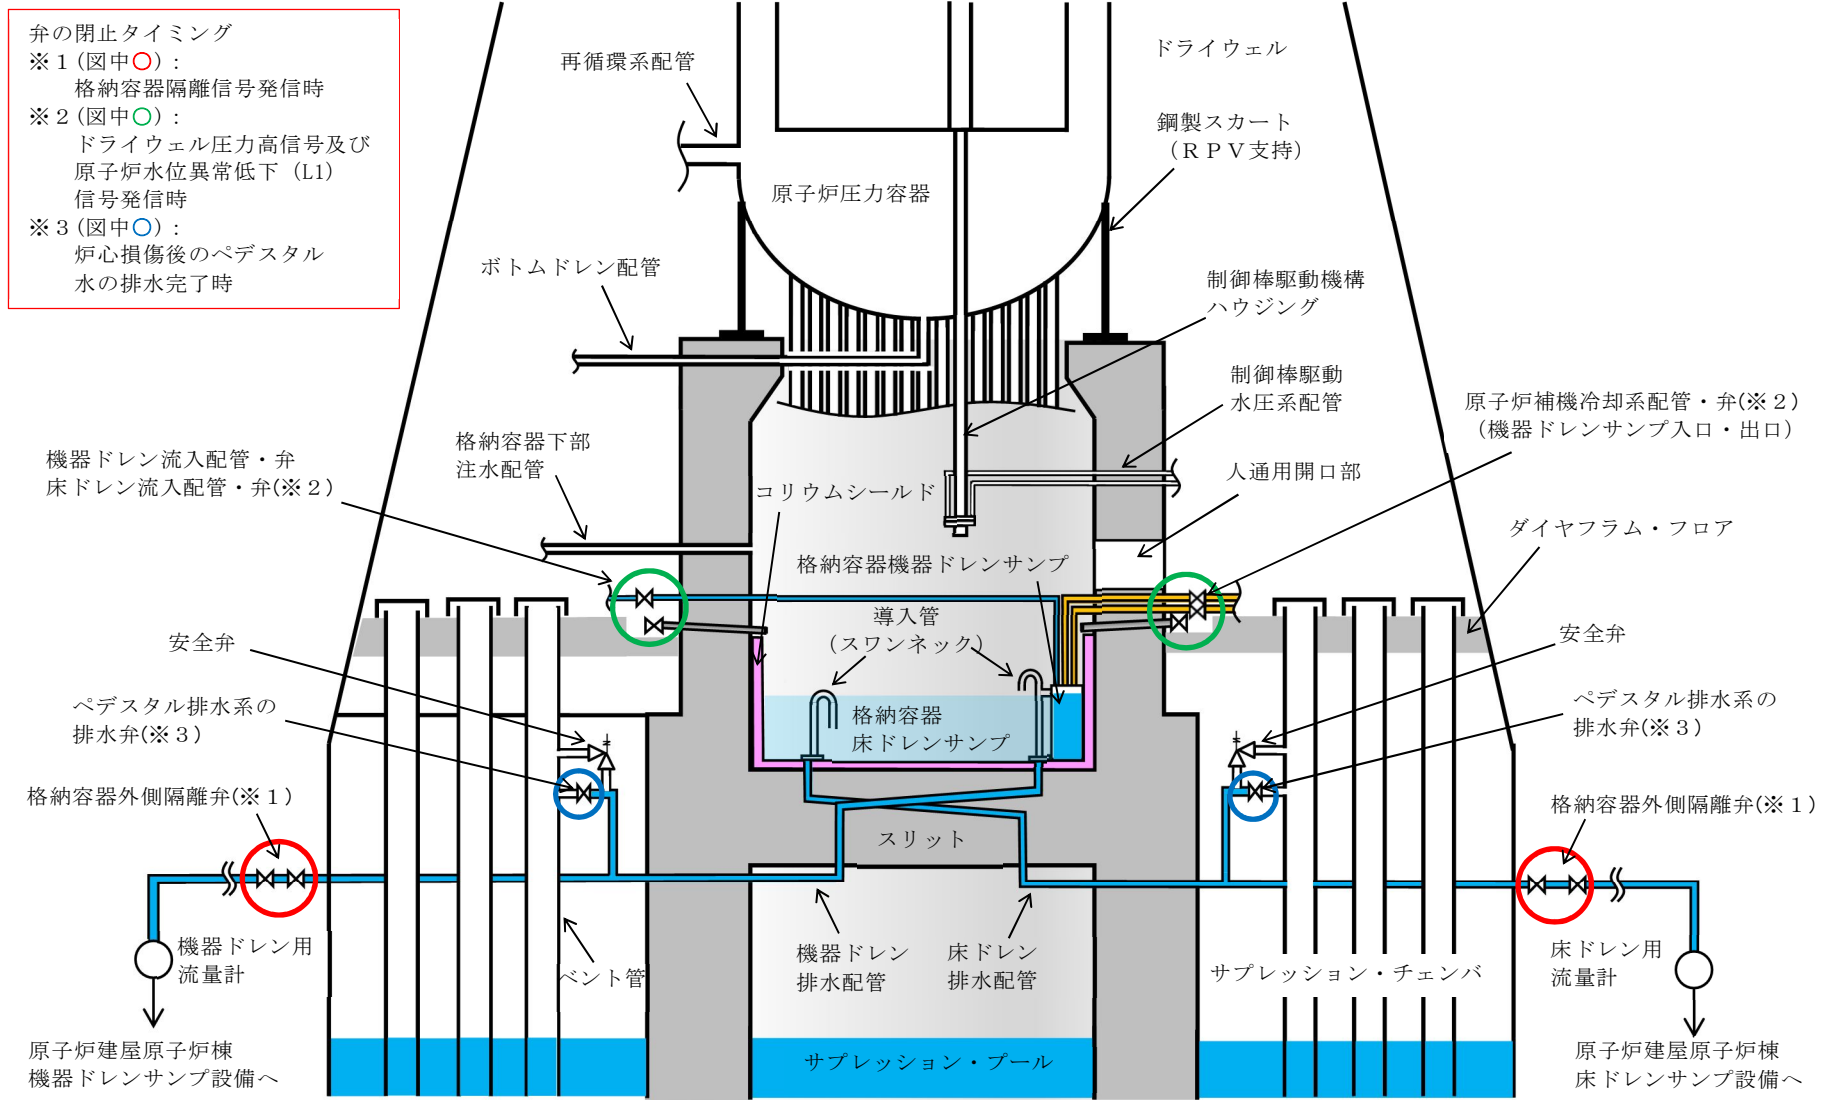 弁の閉止タイミング
※１(図中○)：
格納容器隔離信号発信時
※２(図中○)：
ドライウェル圧力高信号及び
原子炉水位異常低下（L1）
信号発信時
※３(図中○)：
炉心損傷後のペデスタル
水の排水完了時
再循環系配管
ドライウェル
鋼製スカート
（ＲＰＶ支持）
原子炉圧力容器
ボトムドレン配管
制御棒駆動機構
ハウジング
制御棒駆動
水圧系配管
原子炉補機冷却系配管・弁(※２)
（機器ドレンサンプ入口・出口）
格納容器下部
注水配管
機器ドレン流入配管・弁
床ドレン流入配管・弁(※２)
コリウムシールド
人通用開口部
ダイヤフラム・フロア
格納容器機器ドレンサンプ
導入管
(スワンネック)
安全弁
安全弁
ペデスタル排水系の
排水弁(※３)
ペデスタル排水系の
排水弁(※３)
格納容器
床ドレンサンプ
格納容器外側隔離弁(※１)
格納容器外側隔離弁(※１)
スリット
機器ドレン用
流量計
ベント管
機器ドレン
排水配管
床ドレン
排水配管
サプレッション・チェンバ
床ドレン用
流量計
原子炉建屋原子炉棟
機器ドレンサンプ設備へ
サプレッション・プール
原子炉建屋原子炉棟
床ドレンサンプ設備へ